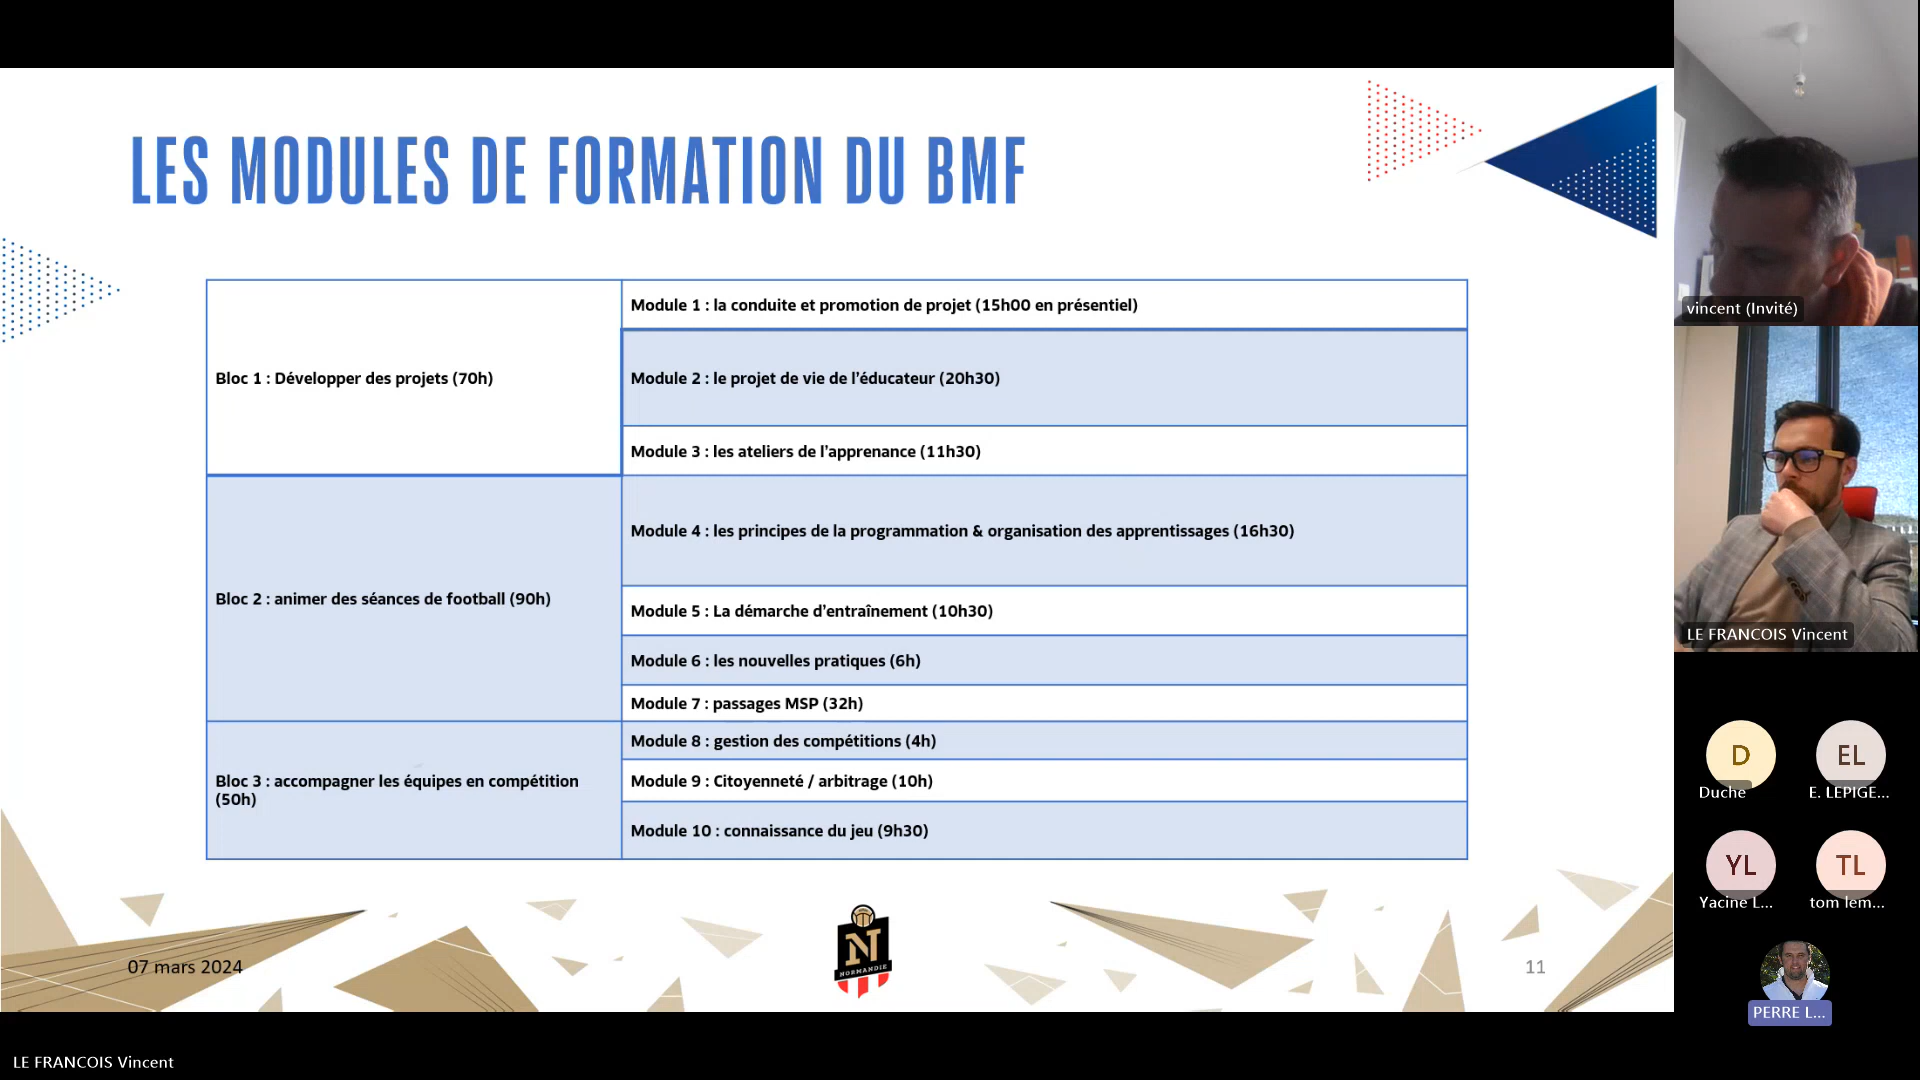 LES MODULES DE FORMATION DU BMF
Bloc 1 : Développer des projets (70h)
Module 1 : la conduite et promotion de projet (15h00 en présentiel)
Module 2 : le projet de vie de l’éducateur (20h30)
Module 3 : les ateliers de l’apprenance (11h30)
Bloc 2 : animer des séances de football (90h)
Module 4 : les principes de la programmation & organisation des apprentissages (16h30)
Module 5 : La démarche d’entraînement (10h30)
Module 6 : les nouvelles pratiques (6h)
Module 7 : passages MSP (32h)
Bloc 3 : accompagner les équipes en compétition
(50h)
Module 8 : gestion des compétitions (4h)
Module 9 : Citoyenneté / arbitrage (10h)
Module 10 : connaissance du jeu (9h30)
07 mars 2024
N
NORMANDIE
11
LE FRANCOIS Vincent
vincent (Invité)
LE FRANCOIS Vincent
D
Duche
EL
E. LEPIGE...
YL
Yacine L...
TL
tom lem...
PERRE L...